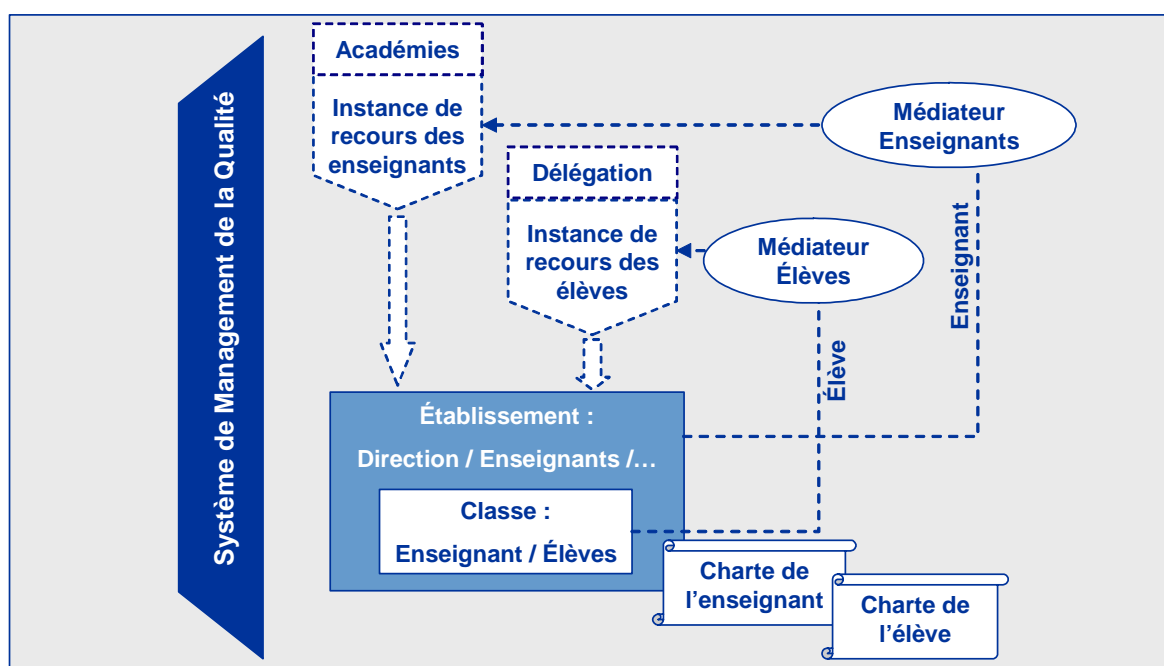 Système de Management de la Qualité
Académies
Instance de
recours des
enseignants
Médiateur
Enseignants
Délégation
Instance de
recours des
élèves
Médiateur
Élèves
Enseignant
Élève
Établissement :
Direction / Enseignants /…
Classe :
Enseignant / Élèves
Charte de
l’enseignant
Charte de
l’élève